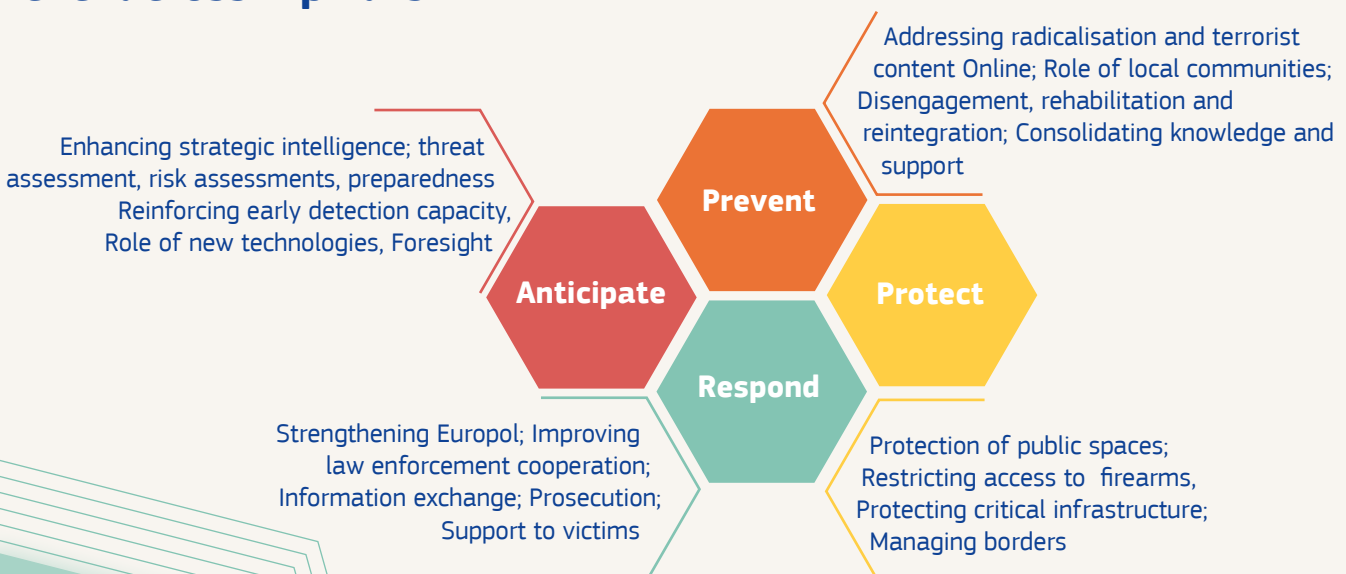 Enhancing strategic intelligence; threat
assessment, risk assessments, preparedness
Reinforcing early detection capacity,
Role of new technologies, Foresight
Anticipate
Prevent
Addressing radicalisation and terrorist
content Online; Role of local communities;
Disengagement, rehabilitation and
reintegration; Consolidating knowledge and
support
Protect
Protection of public spaces;
Restricting access to firearms,
Protecting critical infrastructure;
Managing borders
Respond
Strengthening Europol; Improving
law enforcement cooperation;
Information exchange; Prosecution;
Support to victims